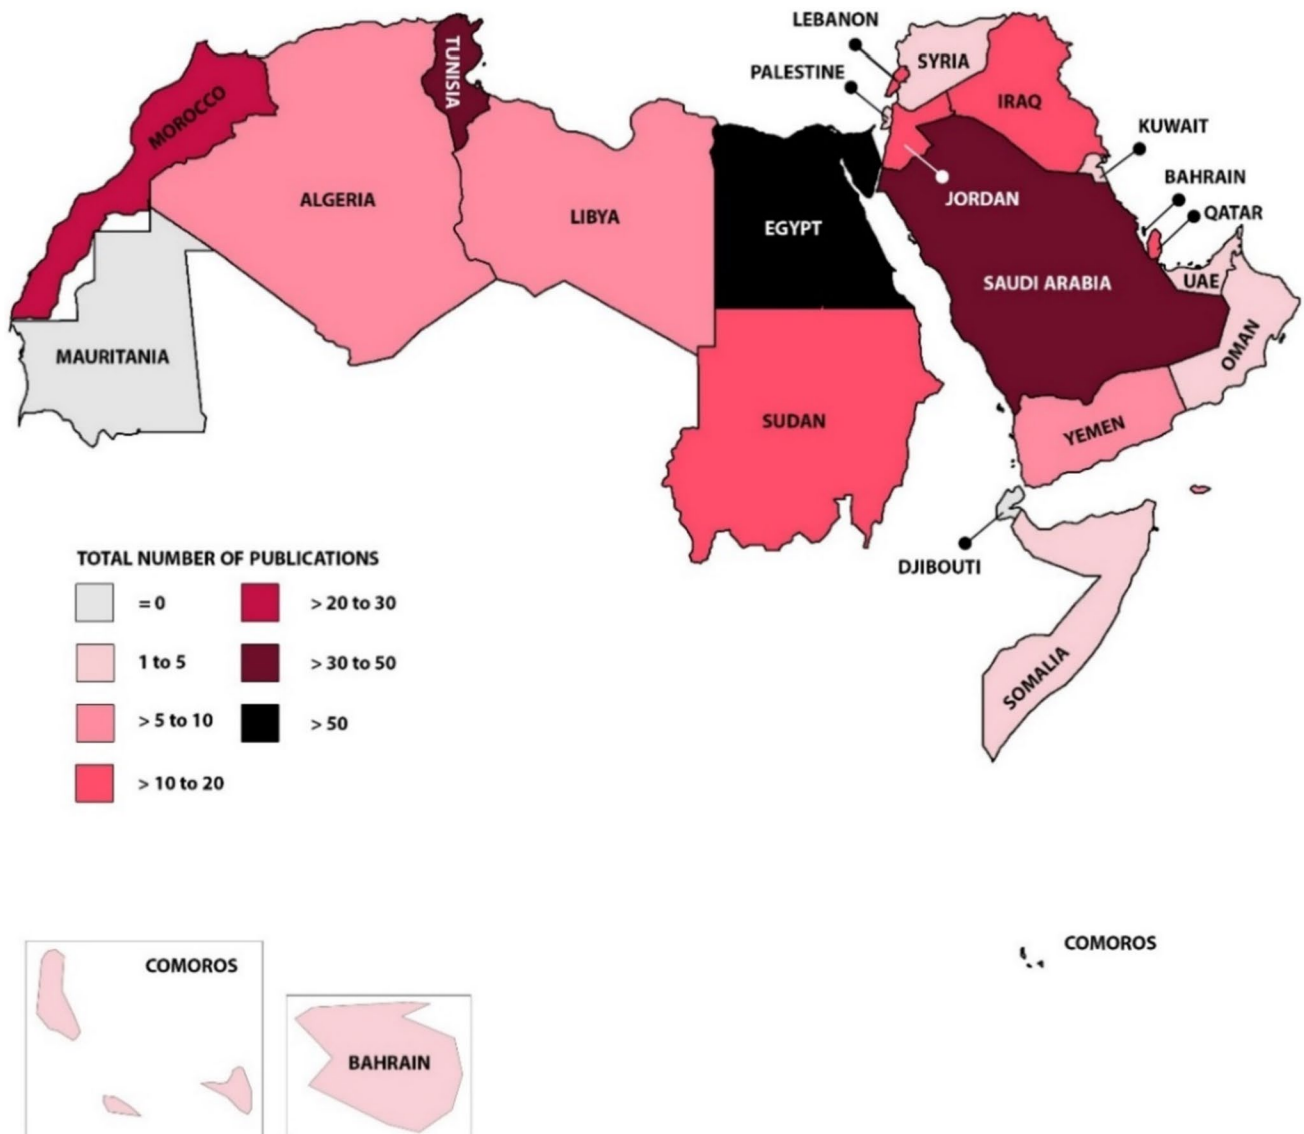 LEBANON
SYRIA
PALESTINE
IRAQ
TUNISIA
MOROCCO
KUWAIT
BAHRAIN
QATAR
JORDAN
ALGERIA
LIBYA
EGYPT
SAUDI ARABIA
UAE
OMAN
MAURITANIA
SUDAN
YEMEN
DJIBOUTI
SOMALIA
TOTAL NUMBER OF PUBLICATIONS
= 0
> 20 to 30
1 to 5
> 30 to 50
> 5 to 10
> 50
> 10 to 20
COMOROS
COMOROS
BAHRAIN